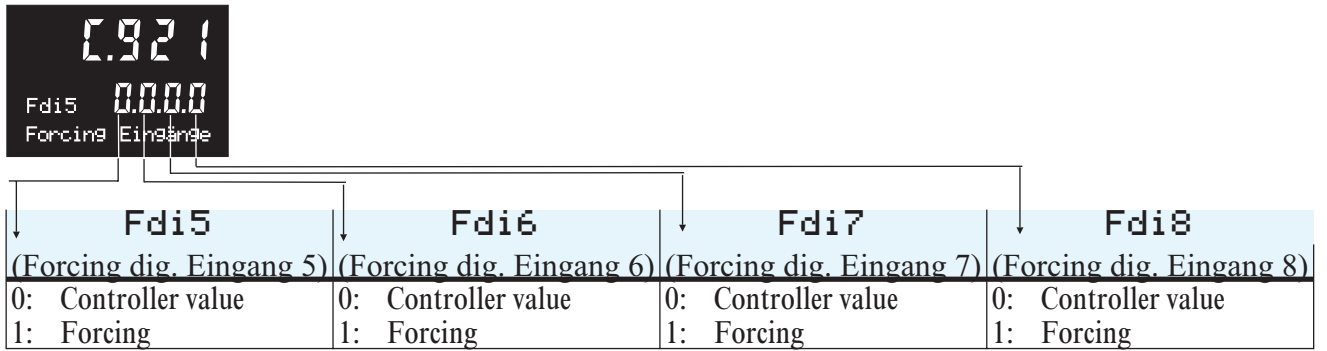 C.921
Fdi5 0.0.0.0
Forcing Eingänge
Fdi5 Fdi6 Fdi7 Fdi8
(Forcing dig. Eingang 5) (Forcing dig. Eingang 6) (Forcing dig. Eingang 7) (Forcing dig. Eingang 8)
0: Controller value 0: Controller value 0: Controller value 0: Controller value
1: Forcing 1: Forcing 1: Forcing 1: Forcing